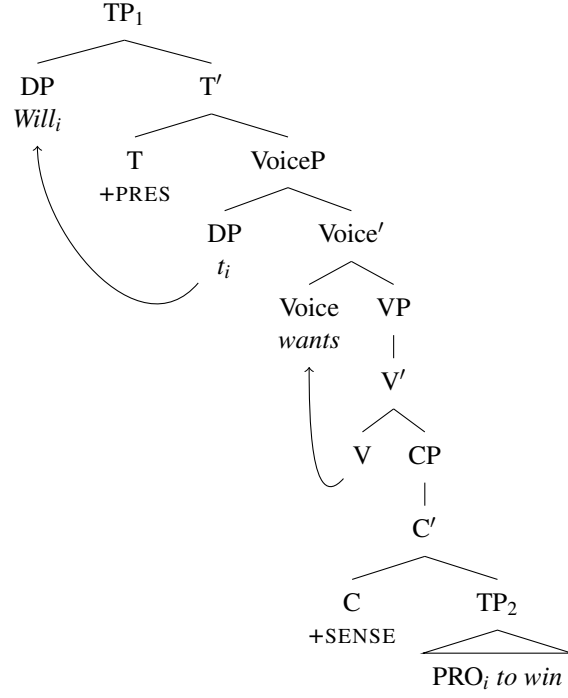 TP₁
DP T′
Willᵢ
T VoiceP
+PRES
DP Voice′
tᵢ
Voice VP
wants
V′
V CP
C′
C TP₂
+SENSE
PROᵢ to win